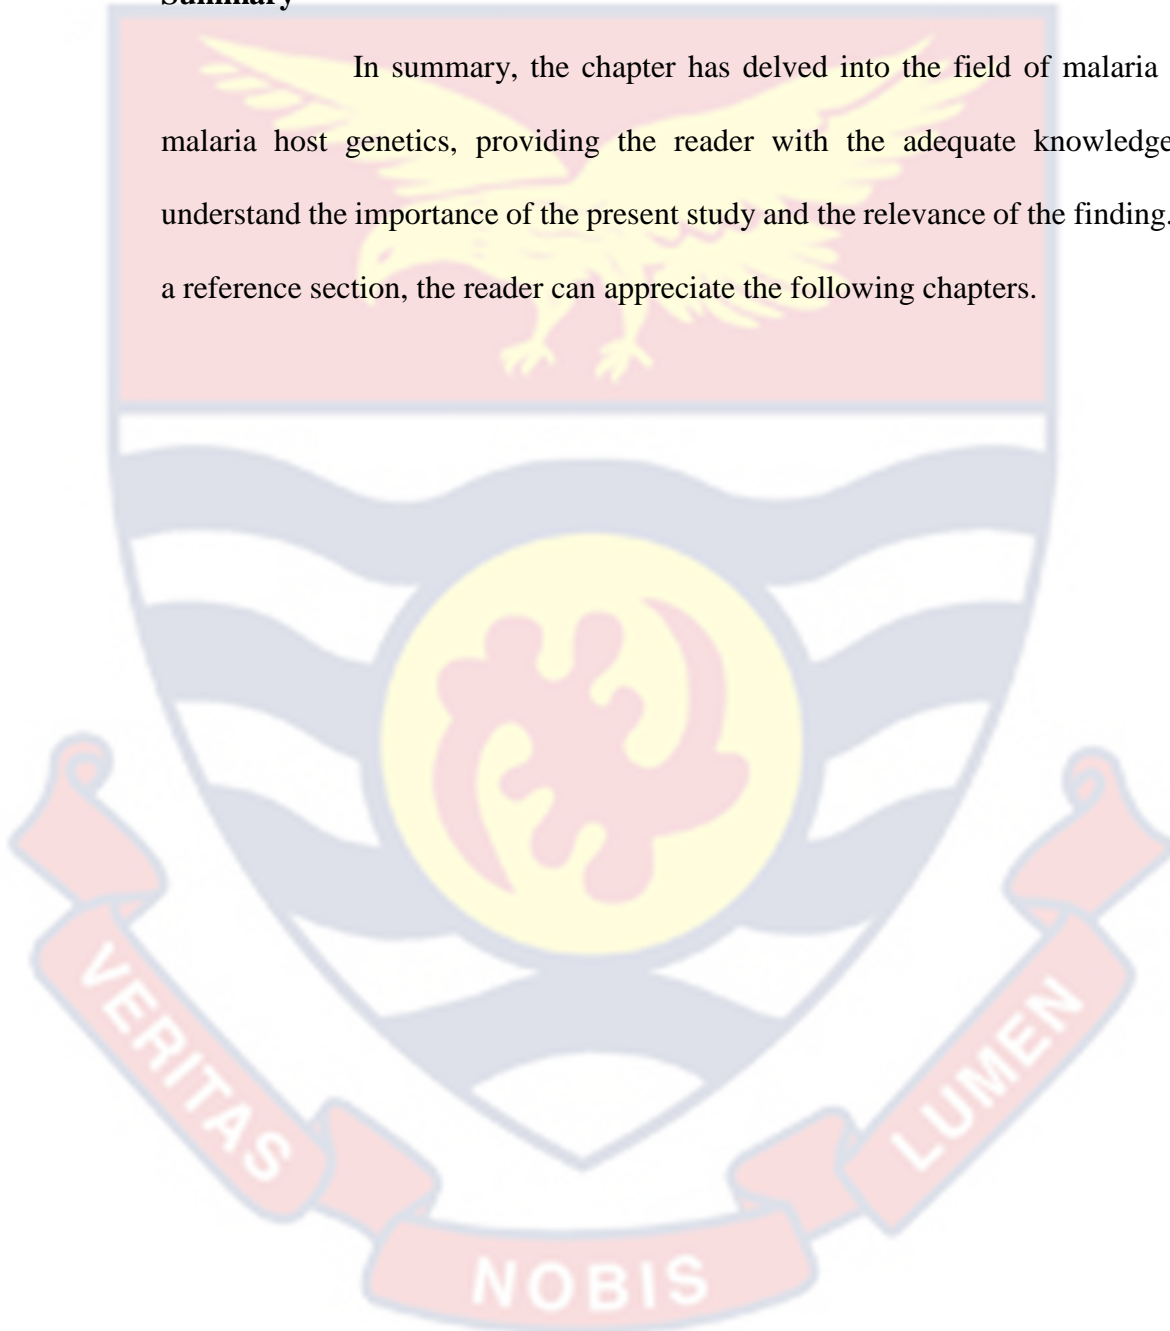 Summary
In summary, the chapter has delved into the field of malaria
malaria host genetics, providing the reader with the adequate knowledge
understand the importance of the present study and the relevance of the finding.
a reference section, the reader can appreciate the following chapters.
VERITAS
NOBIS
LUMEN